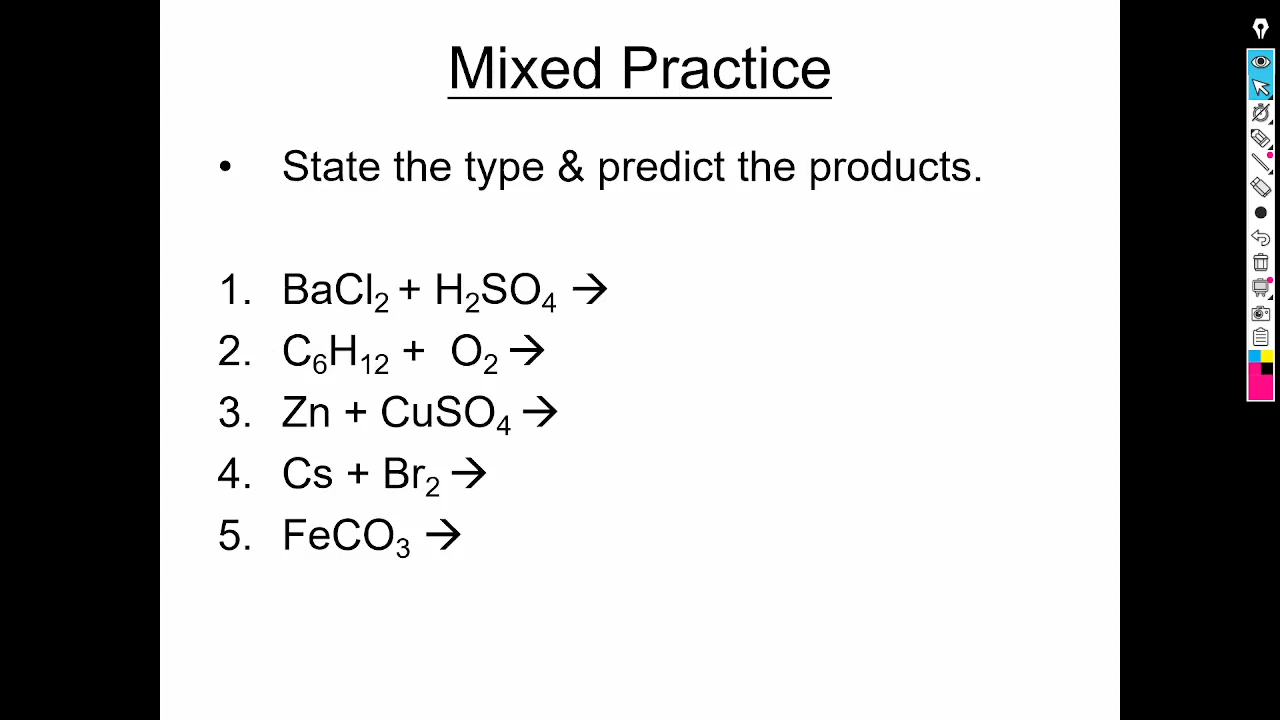 Mixed Practice
• State the type & predict the products.
1. BaCl₂ + H₂SO₄ →
2. C₆H₁₂ + O₂ →
3. Zn + CuSO₄ →
4. Cs + Br₂ →
5. FeCO₃ →